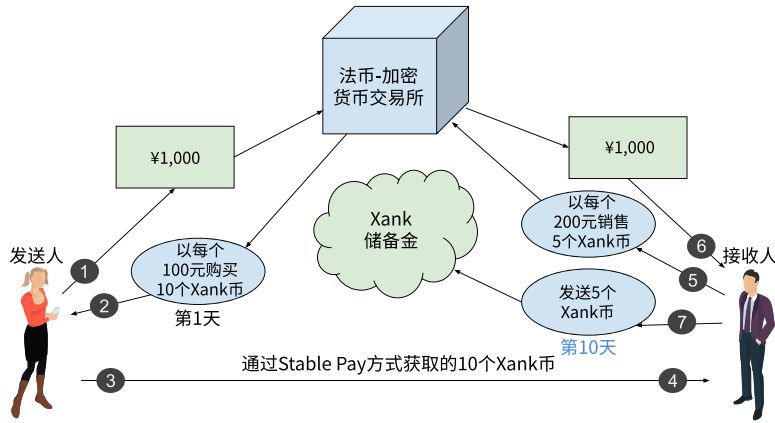 法币-加密
货币交易所
¥1,000
¥1,000
以每个
200元销售
5个Xank币
Xank
储备金
发送人
1
以每个
100元购买
10个Xank币
2
第1天
6
接收人
5
发送5个
Xank币
7
第10天
通过Stable Pay方式获取的10个Xank币
3
4